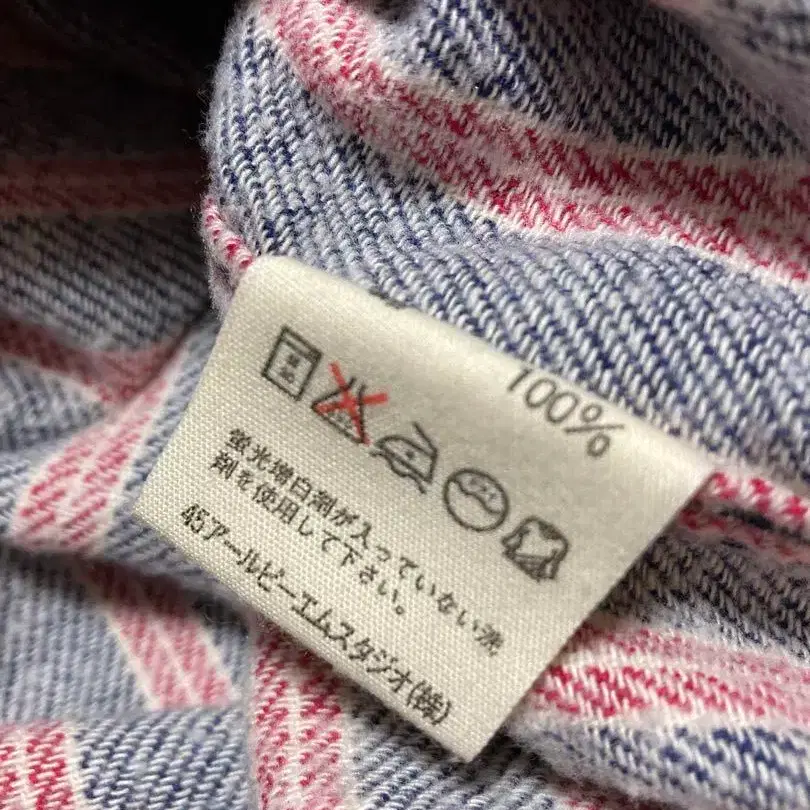 100%
蛍光増白剤が入っていない洗
剤を使用して下さい。
45アールピーエムスタジオ(株)